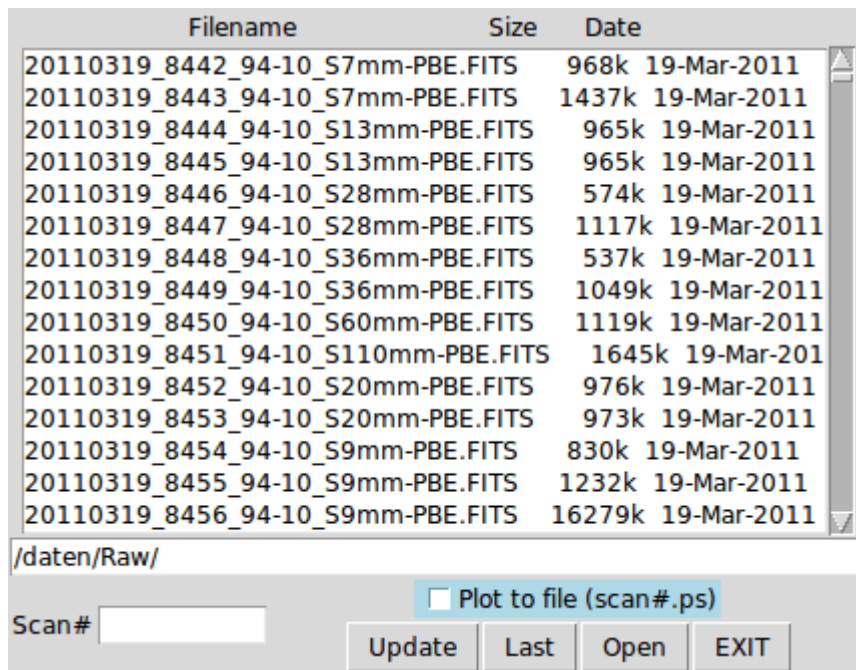 Filename Size Date
20110319_8442_94-10_S7mm-PBE.FITS 968k 19-Mar-2011
20110319_8443_94-10_S7mm-PBE.FITS 1437k 19-Mar-2011
20110319_8444_94-10_S13mm-PBE.FITS 965k 19-Mar-2011
20110319_8445_94-10_S13mm-PBE.FITS 965k 19-Mar-2011
20110319_8446_94-10_S28mm-PBE.FITS 574k 19-Mar-2011
20110319_8447_94-10_S28mm-PBE.FITS 1117k 19-Mar-2011
20110319_8448_94-10_S36mm-PBE.FITS 537k 19-Mar-2011
20110319_8449_94-10_S36mm-PBE.FITS 1049k 19-Mar-2011
20110319_8450_94-10_S60mm-PBE.FITS 1119k 19-Mar-2011
20110319_8451_94-10_S110mm-PBE.FITS 1645k 19-Mar-201
20110319_8452_94-10_S20mm-PBE.FITS 976k 19-Mar-2011
20110319_8453_94-10_S20mm-PBE.FITS 973k 19-Mar-2011
20110319_8454_94-10_S9mm-PBE.FITS 830k 19-Mar-2011
20110319_8455_94-10_S9mm-PBE.FITS 1232k 19-Mar-2011
20110319_8456_94-10_S9mm-PBE.FITS 16279k 19-Mar-2011
/daten/Raw/
Plot to file (scan#.ps)
Scan#
Update Last Open EXIT